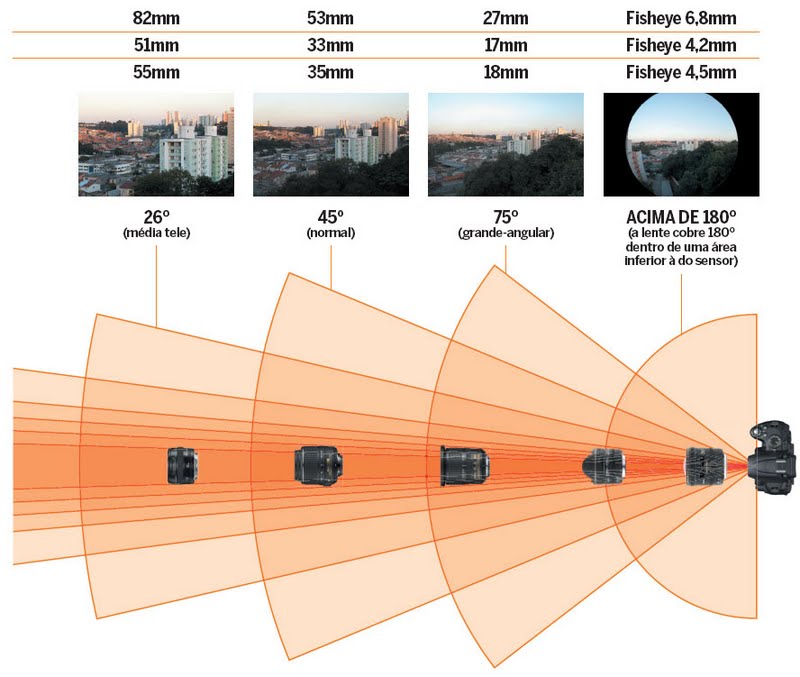 82mm 53mm 27mm Fisheye 6,8mm
51mm 33mm 17mm Fisheye 4,2mm
55mm 35mm 18mm Fisheye 4,5mm
26º
(média tele)
45º
(normal)
75º
(grande-angular)
ACIMA DE 180º
(a lente cobre 180º
dentro de uma área
inferior à do sensor)